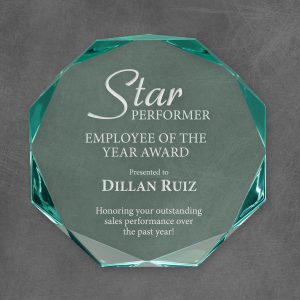 Star
PERFORMER
EMPLOYEE OF THE
YEAR AWARD
Presented to
DILLAN RUIZ
Honoring your outstanding
sales performance over
the past year!